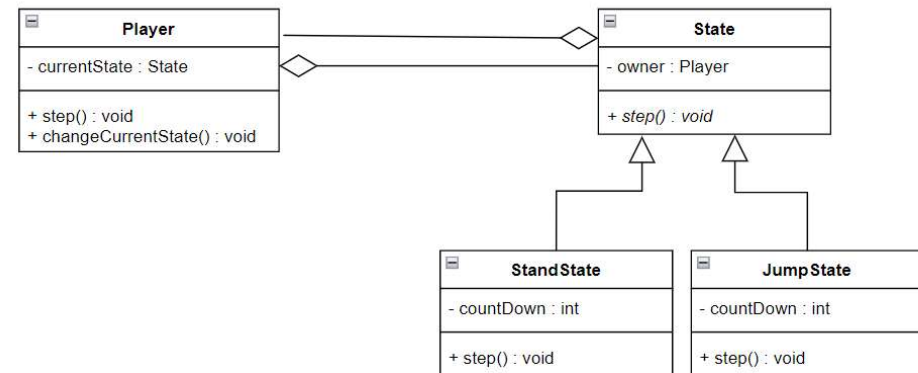 Player
- currentState : State
+ step() : void
+ changeCurrentState() : void
State
- owner : Player
+ step() : void
StandState
- countDown : int
+ step() : void
JumpState
- countDown : int
+ step() : void